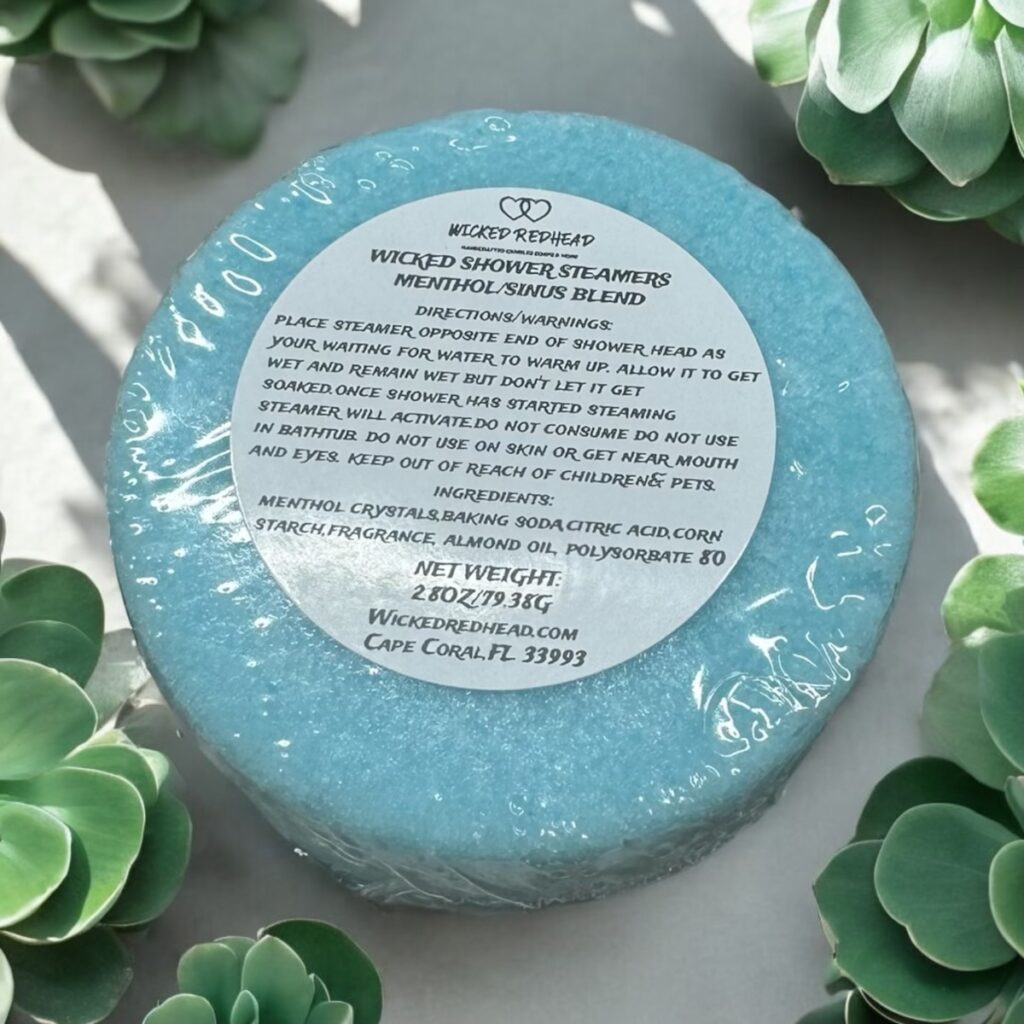 WICKED REDHEAD
HANDCRAFTED CANDLES SOAPS & MORE
WICKED SHOWER STEAMERS
MENTHOL/SINUS BLEND
DIRECTIONS/WARNINGS:
PLACE STEAMER OPPOSITE END OF SHOWER HEAD AS
YOUR WAITING FOR WATER TO WARM UP. ALLOW IT TO GET
WET AND REMAIN WET BUT DON'T LET IT GET
SOAKED.ONCE SHOWER HAS STARTED STEAMING
STEAMER WILL ACTIVATE.DO NOT CONSUME DO NOT USE
IN BATHTUB. DO NOT USE ON SKIN OR GET NEAR MOUTH
AND EYES. KEEP OUT OF REACH OF CHILDREN& PETS.
INGREDIENTS:
MENTHOL CRYSTALS,BAKING SODA,CITRIC ACID,CORN
STARCH,FRAGRANCE, ALMOND OIL, POLYSORBATE 80
NET WEIGHT:
2.8OZ/79.38G
WICKEDREDHEAD.COM
CAPE CORAL,FL 33993